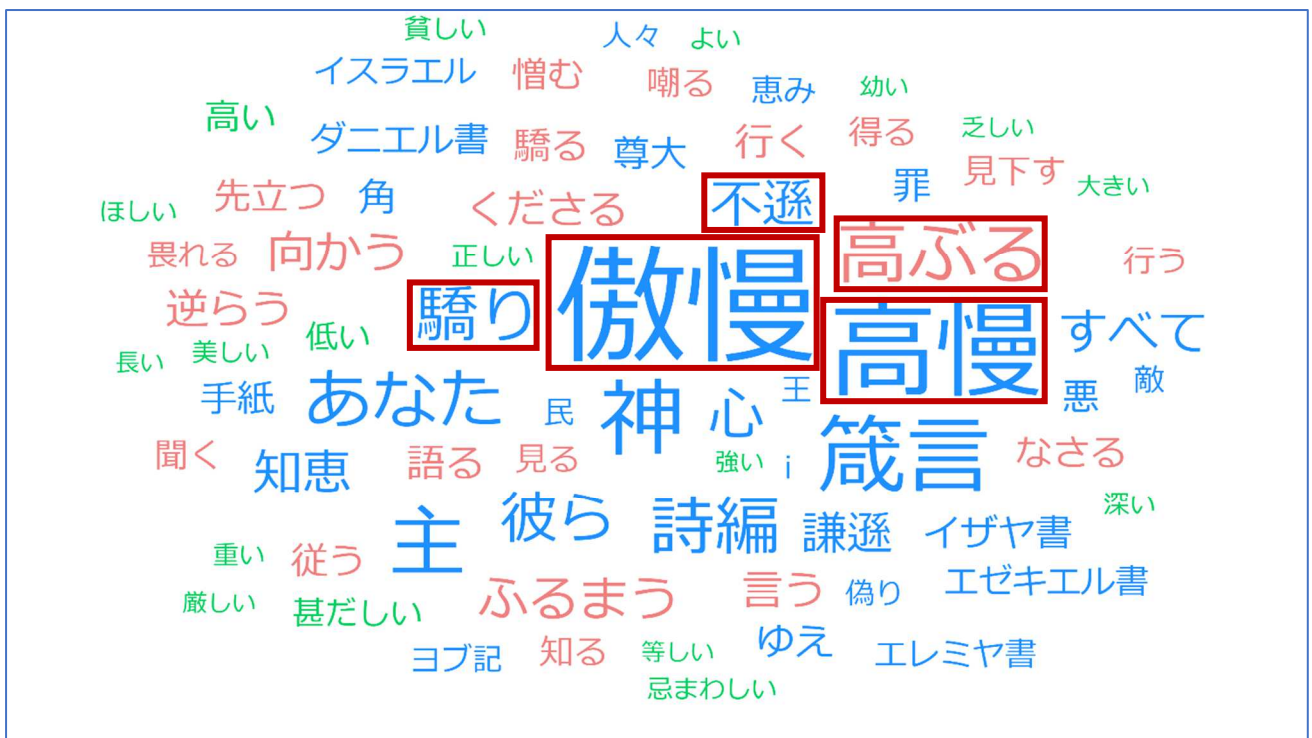 貧しい 人々 よい
イスラエル 憎む 嘲る 恵み 幼い
高い ダニエル書 驕る 尊大 行く 得る 乏しい
ほしい 先立つ 角 くださる 不遜 罪 見下す 大きい
畏れる 向かう 正しい 傲慢 高ぶる 行う
逆らう 低い 驕り 高慢 すべて
長い 美しい
手紙 あなた 民 神 心 王 悪 敵
聞く 知恵 語る 見る 強い i 箴言 なさる
主 彼ら 詩編 謙遜 イザヤ書 深い
重い 従う
厳しい 甚だしい ふるまう 言う 偽り エゼキエル書
ヨブ記 知る 等しい ゆえ エレミヤ書
忌まわしい